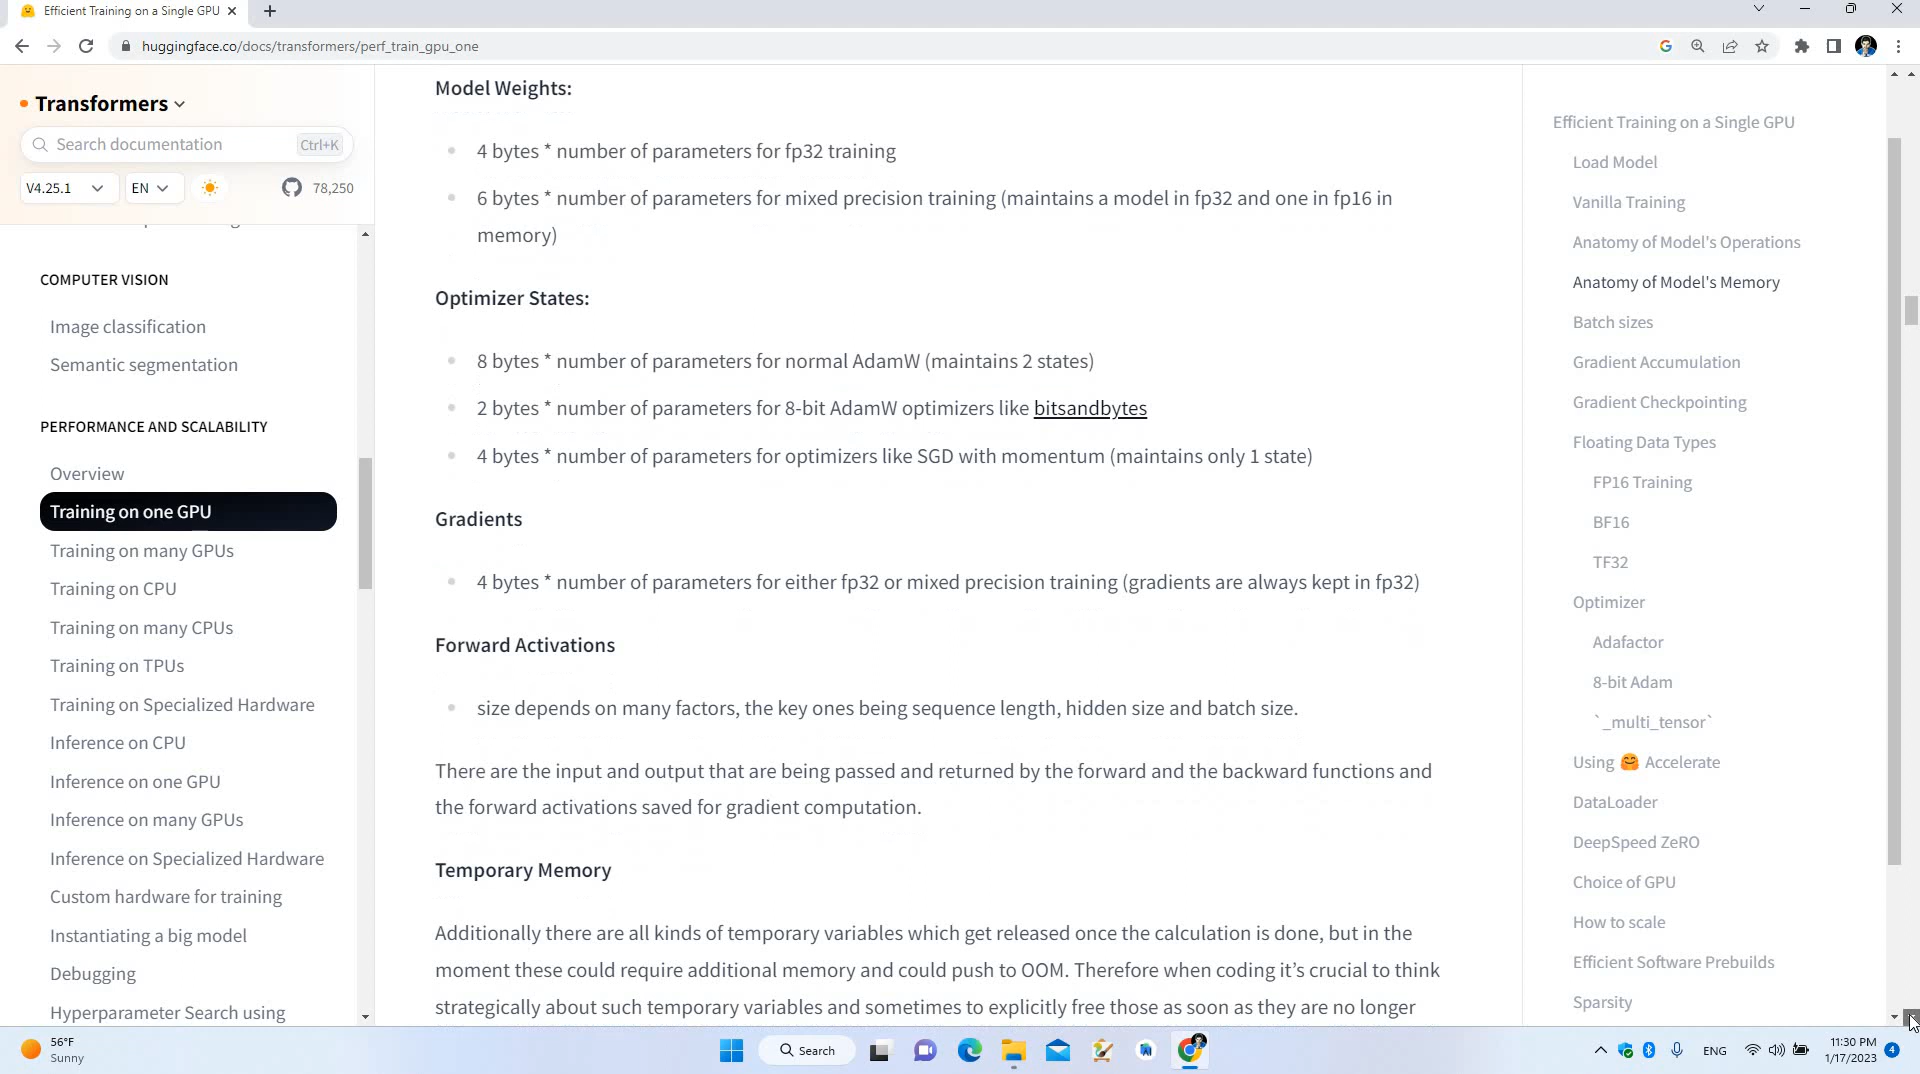 Efficient Training on a Single GPU
huggingface.co/docs/transformers/perf_train_gpu_one
Transformers
Search documentation
Ctrl+K
V4.25.1
EN
78,250
COMPUTER VISION
Image classification
Semantic segmentation
PERFORMANCE AND SCALABILITY
Overview
Training on one GPU
Training on many GPUs
Training on CPU
Training on many CPUs
Training on TPUs
Training on Specialized Hardware
Inference on CPU
Inference on one GPU
Inference on many GPUs
Inference on Specialized Hardware
Custom hardware for training
Instantiating a big model
Debugging
Hyperparameter Search using
Model Weights:
4 bytes * number of parameters for fp32 training
6 bytes * number of parameters for mixed precision training (maintains a model in fp32 and one in fp16 in
memory)
Optimizer States:
8 bytes * number of parameters for normal AdamW (maintains 2 states)
2 bytes * number of parameters for 8-bit AdamW optimizers like bitsandbytes
4 bytes * number of parameters for optimizers like SGD with momentum (maintains only 1 state)
Gradients
4 bytes * number of parameters for either fp32 or mixed precision training (gradients are always kept in fp32)
Forward Activations
size depends on many factors, the key ones being sequence length, hidden size and batch size.
There are the input and output that are being passed and returned by the forward and the backward functions and
the forward activations saved for gradient computation.
Temporary Memory
Additionally there are all kinds of temporary variables which get released once the calculation is done, but in the
moment these could require additional memory and could push to OOM. Therefore when coding it’s crucial to think
strategically about such temporary variables and sometimes to explicitly free those as soon as they are no longer
Efficient Training on a Single GPU
Load Model
Vanilla Training
Anatomy of Model's Operations
Anatomy of Model's Memory
Batch sizes
Gradient Accumulation
Gradient Checkpointing
Floating Data Types
FP16 Training
BF16
TF32
Optimizer
Adafactor
8-bit Adam
`_multi_tensor`
Using 🤗 Accelerate
DataLoader
DeepSpeed ZeRO
Choice of GPU
How to scale
Efficient Software Prebuilds
Sparsity
56°F
Sunny
Search
ENG
11:30 PM
1/17/2023
4